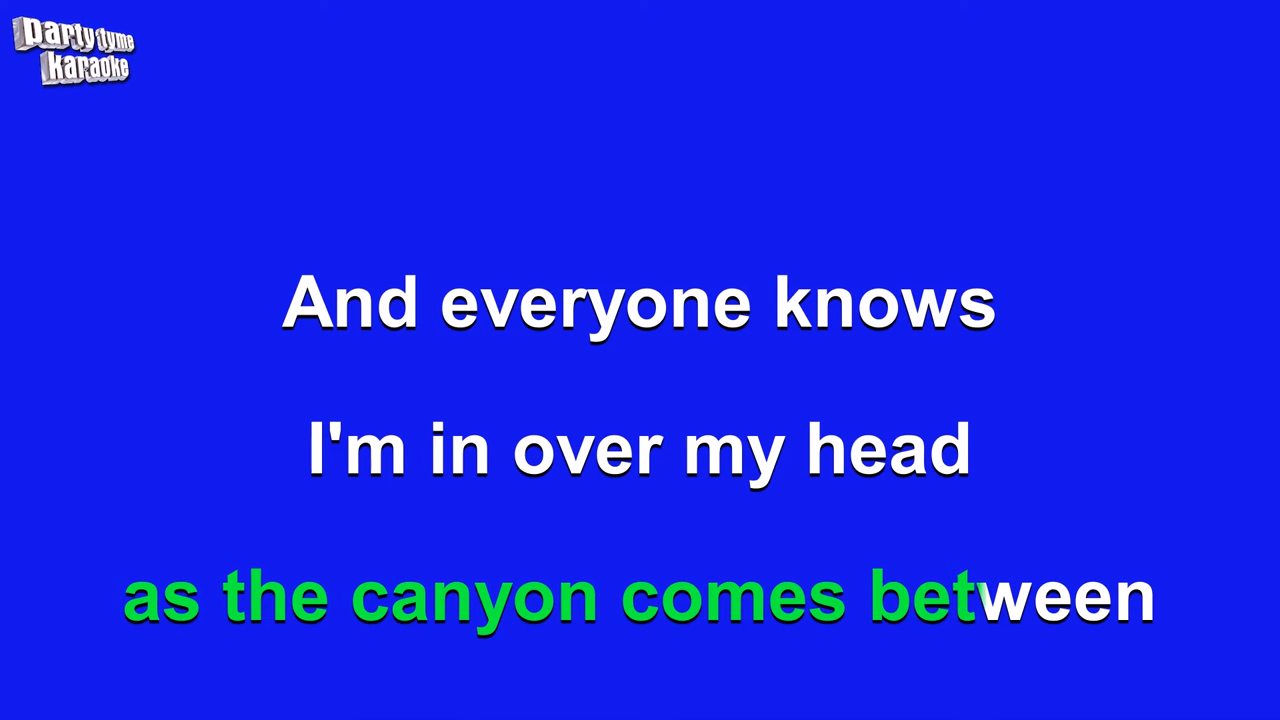 party tyme
karaoke
And everyone knows
I'm in over my head
as the canyon comes between